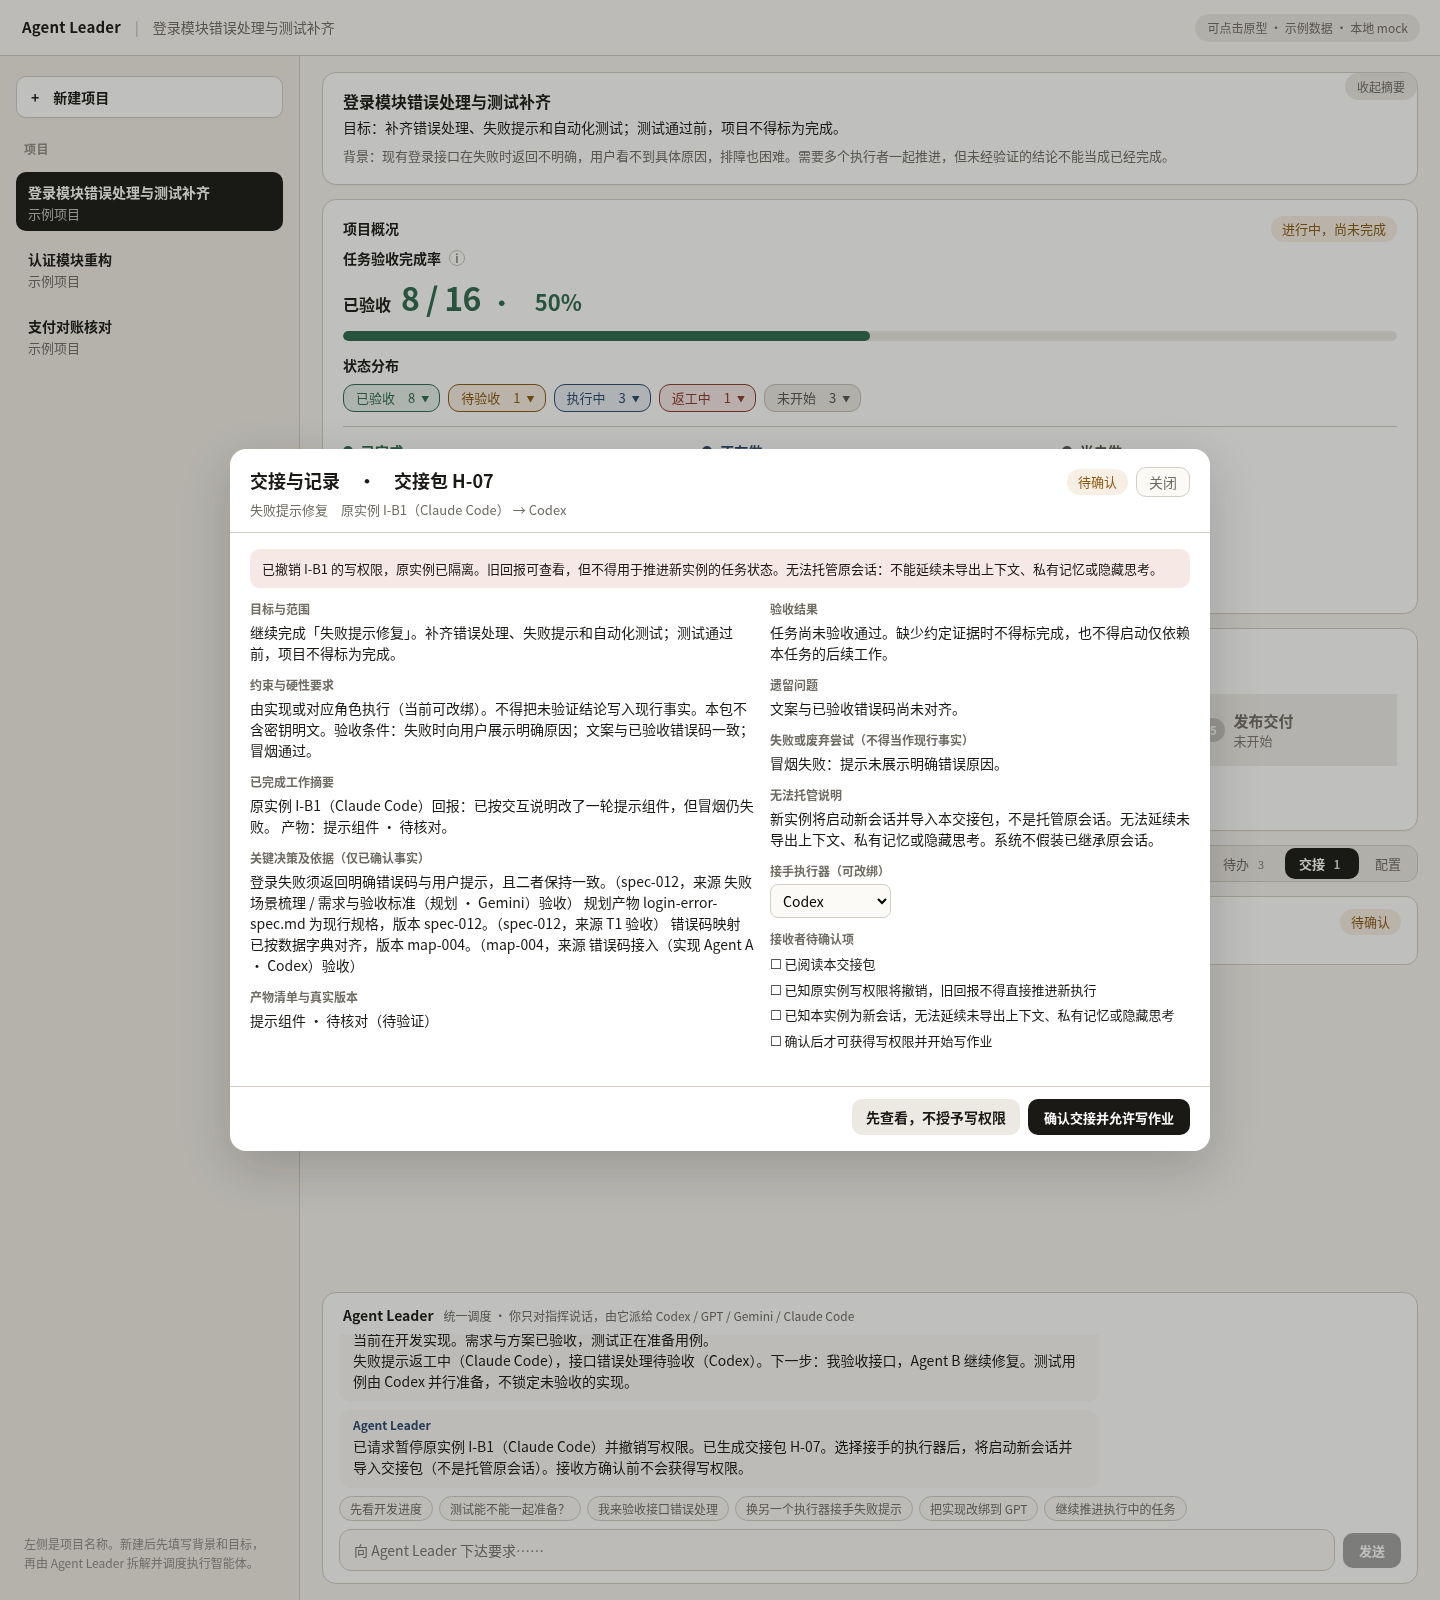 Agent Leader | 登录模块错误处理与测试补齐
可点击原型 · 示例数据 · 本地 mock
+ 新建项目
项目
登录模块错误处理与测试补齐
示例项目
认证模块重构
示例项目
支付对账核对
示例项目
左侧是项目名称。新建后先填写背景和目标，
再由 Agent Leader 拆解并调度执行智能体。
收起摘要
登录模块错误处理与测试补齐
目标：补齐错误处理、失败提示和自动化测试；测试通过前，项目不得标为完成。
背景：现有登录接口在失败时返回不明确，用户看不到具体原因，排障也困难。需要多个执行者一起推进，但未经验证的结论不能当成已经完成。
项目概况
进行中，尚未完成
任务验收完成率 ⓘ
已验收 8 / 16 · 50%
状态分布
已验收 8 ▼ 待验收 1 ▼ 执行中 3 ▼ 返工中 1 ▼ 未开始 3 ▼
交接与记录 · 交接包 H-07
待确认 关闭
失败提示修复 原实例 I-B1（Claude Code） → Codex
已撤销 I-B1 的写权限，原实例已隔离。旧回报可查看，但不得用于推进新实例的任务状态。无法托管原会话：不能延续未导出上下文、私有记忆或隐藏思考。
目标与范围
继续完成「失败提示修复」。补齐错误处理、失败提示和自动化测试；测试通过
前，项目不得标为完成。
约束与硬性要求
由实现或对应角色执行（当前可改绑）。不得把未验证结论写入现行事实。本包不
含密钥明文。验收条件：失败时向用户展示明确原因；文案与已验收错误码一致；
冒烟通过。
已完成工作摘要
原实例 I-B1（Claude Code）回报：已按交互说明改了一轮提示组件，但冒烟仍失
败。 产物：提示组件 · 待核对。
关键决策及依据（仅已确认事实）
登录失败须返回明确错误码与用户提示，且二者保持一致。（spec-012，来源 失败
场景梳理 / 需求与验收标准（规划 · Gemini）验收） 规划产物 login-error-
spec.md 为现行规格，版本 spec-012。（spec-012，来源 T1 验收） 错误码映射
已按数据字典对齐，版本 map-004。（map-004，来源 错误码接入（实现 Agent A
· Codex）验收）
产物清单与真实版本
提示组件 · 待核对（待验证）
验收结果
任务尚未验收通过。缺少约定证据时不得标完成，也不得启动仅依赖
本任务的后续工作。
遗留问题
文案与已验收错误码尚未对齐。
失败或废弃尝试（不得当作现行事实）
冒烟失败：提示未展示明确错误原因。
无法托管说明
新实例将启动新会话并导入本交接包，不是托管原会话。无法延续未
导出上下文、私有记忆或隐藏思考。系统不假装已继承原会话。
接手执行器（可改绑）
Codex
接收者待确认项
☐ 已阅读本交接包
☐ 已知原实例写权限将撤销，旧回报不得直接推进新执行
☐ 已知本实例为新会话，无法延续未导出上下文、私有记忆或隐藏思考
☐ 确认后才可获得写权限并开始写作业
先查看，不授予写权限 确认交接并允许写作业
5 发布交付
未开始
待办 3 交接 1 配置
待确认
Agent Leader 统一调度 · 你只对指挥说话，由它派给 Codex / GPT / Gemini / Claude Code
当前在开发实现。需求与方案已验收，测试正在准备用例。
失败提示返工中（Claude Code），接口错误处理待验收（Codex）。下一步：我验收接口，Agent B 继续修复。测试用
例由 Codex 并行准备，不锁定未验收的实现。
Agent Leader
已请求暂停原实例 I-B1（Claude Code）并撤销写权限。已生成交接包 H-07。选择接手的执行器后，将启动新会话并
导入交接包（不是托管原会话）。接收方确认前不会获得写权限。
先看开发进度 测试能不能一起准备？ 我来验收接口错误处理 换另一个执行器接手失败提示 把实现改绑到 GPT 继续推进执行中的任务
向 Agent Leader 下达要求……
发送